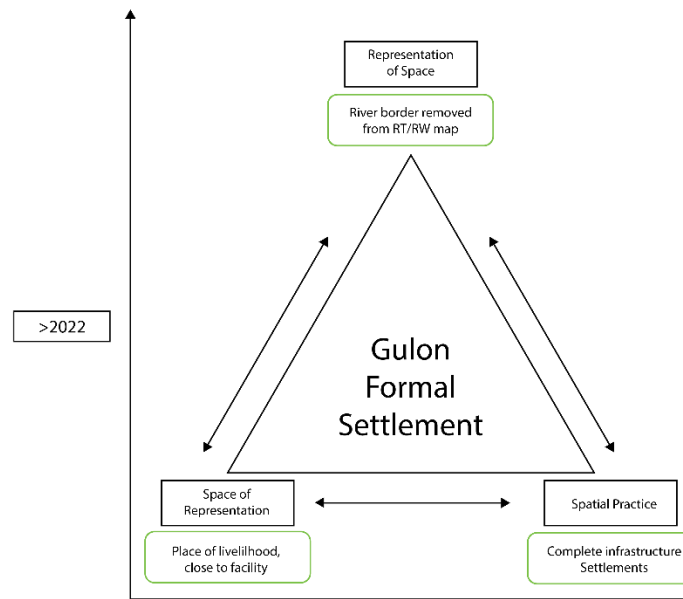 Representation
of Space
River border removed
from RT/RW map
>2022
Gulon
Formal
Settlement
Space of
Representation
Spatial Practice
Place of livelilhood,
close to facility
Complete infrastructure
Settlements